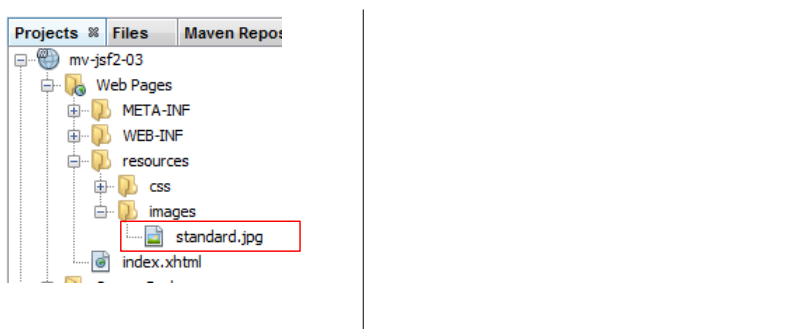 Projects Files Maven Repos
mv-jsf2-03
Web Pages
META-INF
WEB-INF
resources
css
images
standard.jpg
index.xhtml